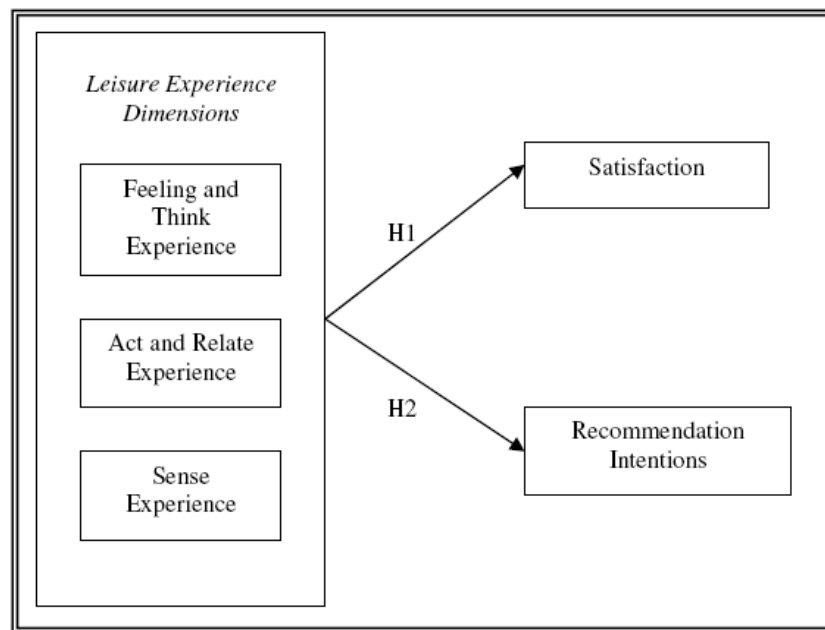 Leisure Experience
Dimensions
Feeling and
Think
Experience
Act and Relate
Experience
Sense
Experience
H1
H2
Satisfaction
Recommendation
Intentions